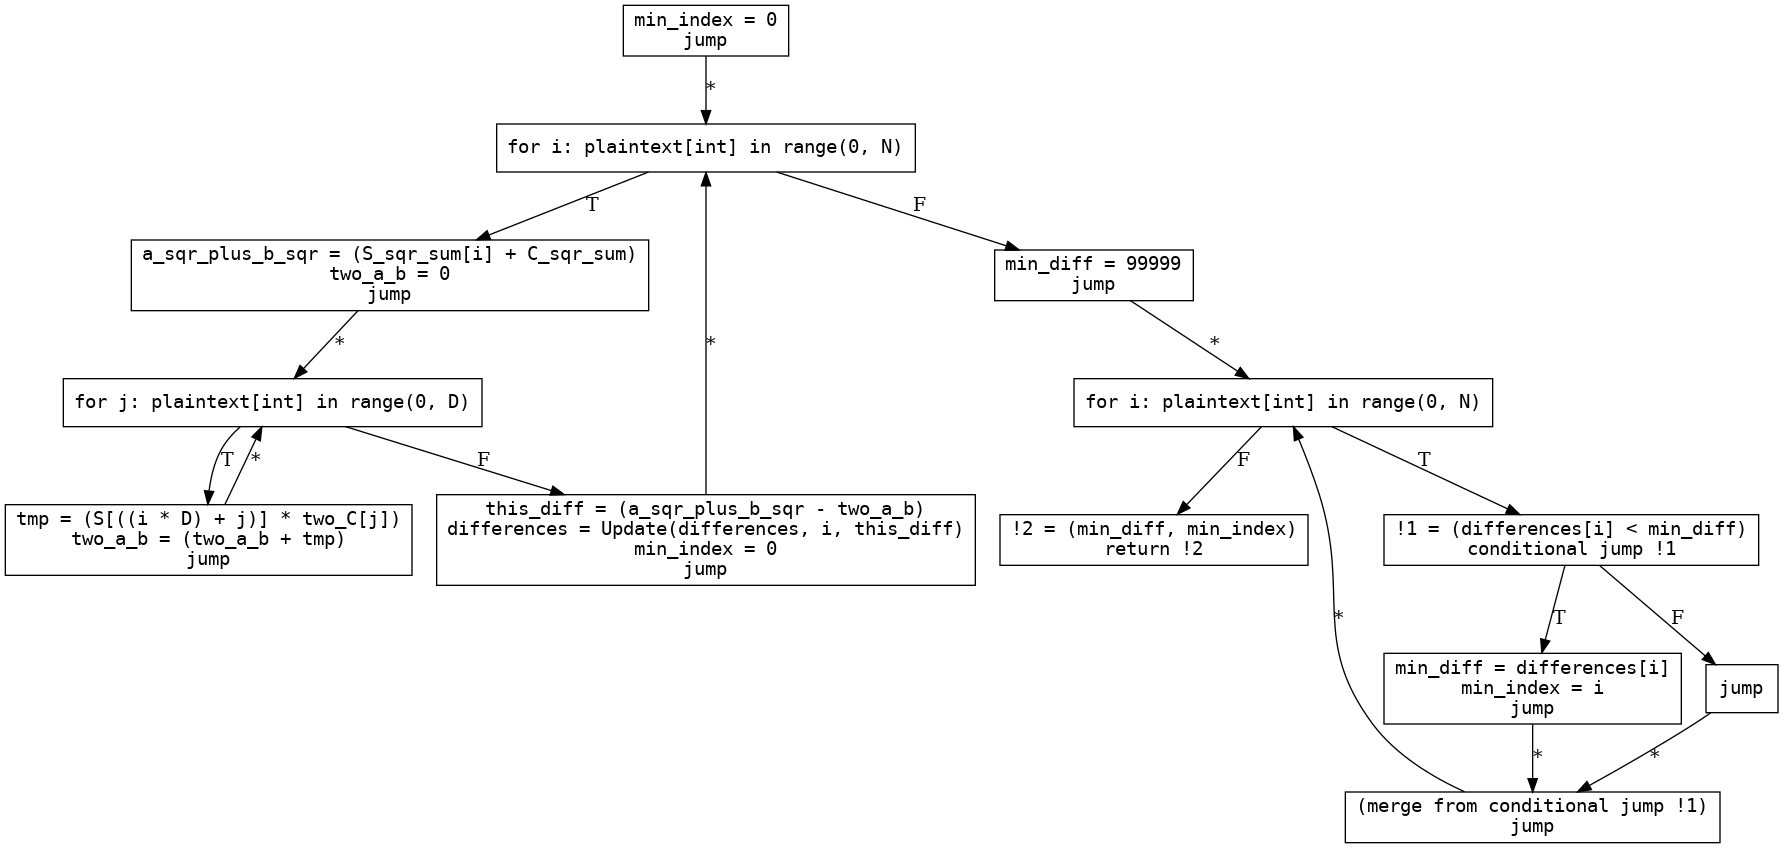 min_index = 0
jump
*
for i: plaintext[int] in range(0, N)
T
F
a_sqr_plus_b_sqr = (S_sqr_sum[i] + C_sqr_sum)
two_a_b = 0
jump
min_diff = 99999
jump
*
*
*
for j: plaintext[int] in range(0, D)
for i: plaintext[int] in range(0, N)
T
*
F
F
T
tmp = (S[((i * D) + j)] * two_C[j])
two_a_b = (two_a_b + tmp)
jump
this_diff = (a_sqr_plus_b_sqr - two_a_b)
differences = Update(differences, i, this_diff)
min_index = 0
jump
!2 = (min_diff, min_index)
return !2
!1 = (differences[i] < min_diff)
conditional jump !1
*
T
F
min_diff = differences[i]
min_index = i
jump
jump
*
*
(merge from conditional jump !1)
jump